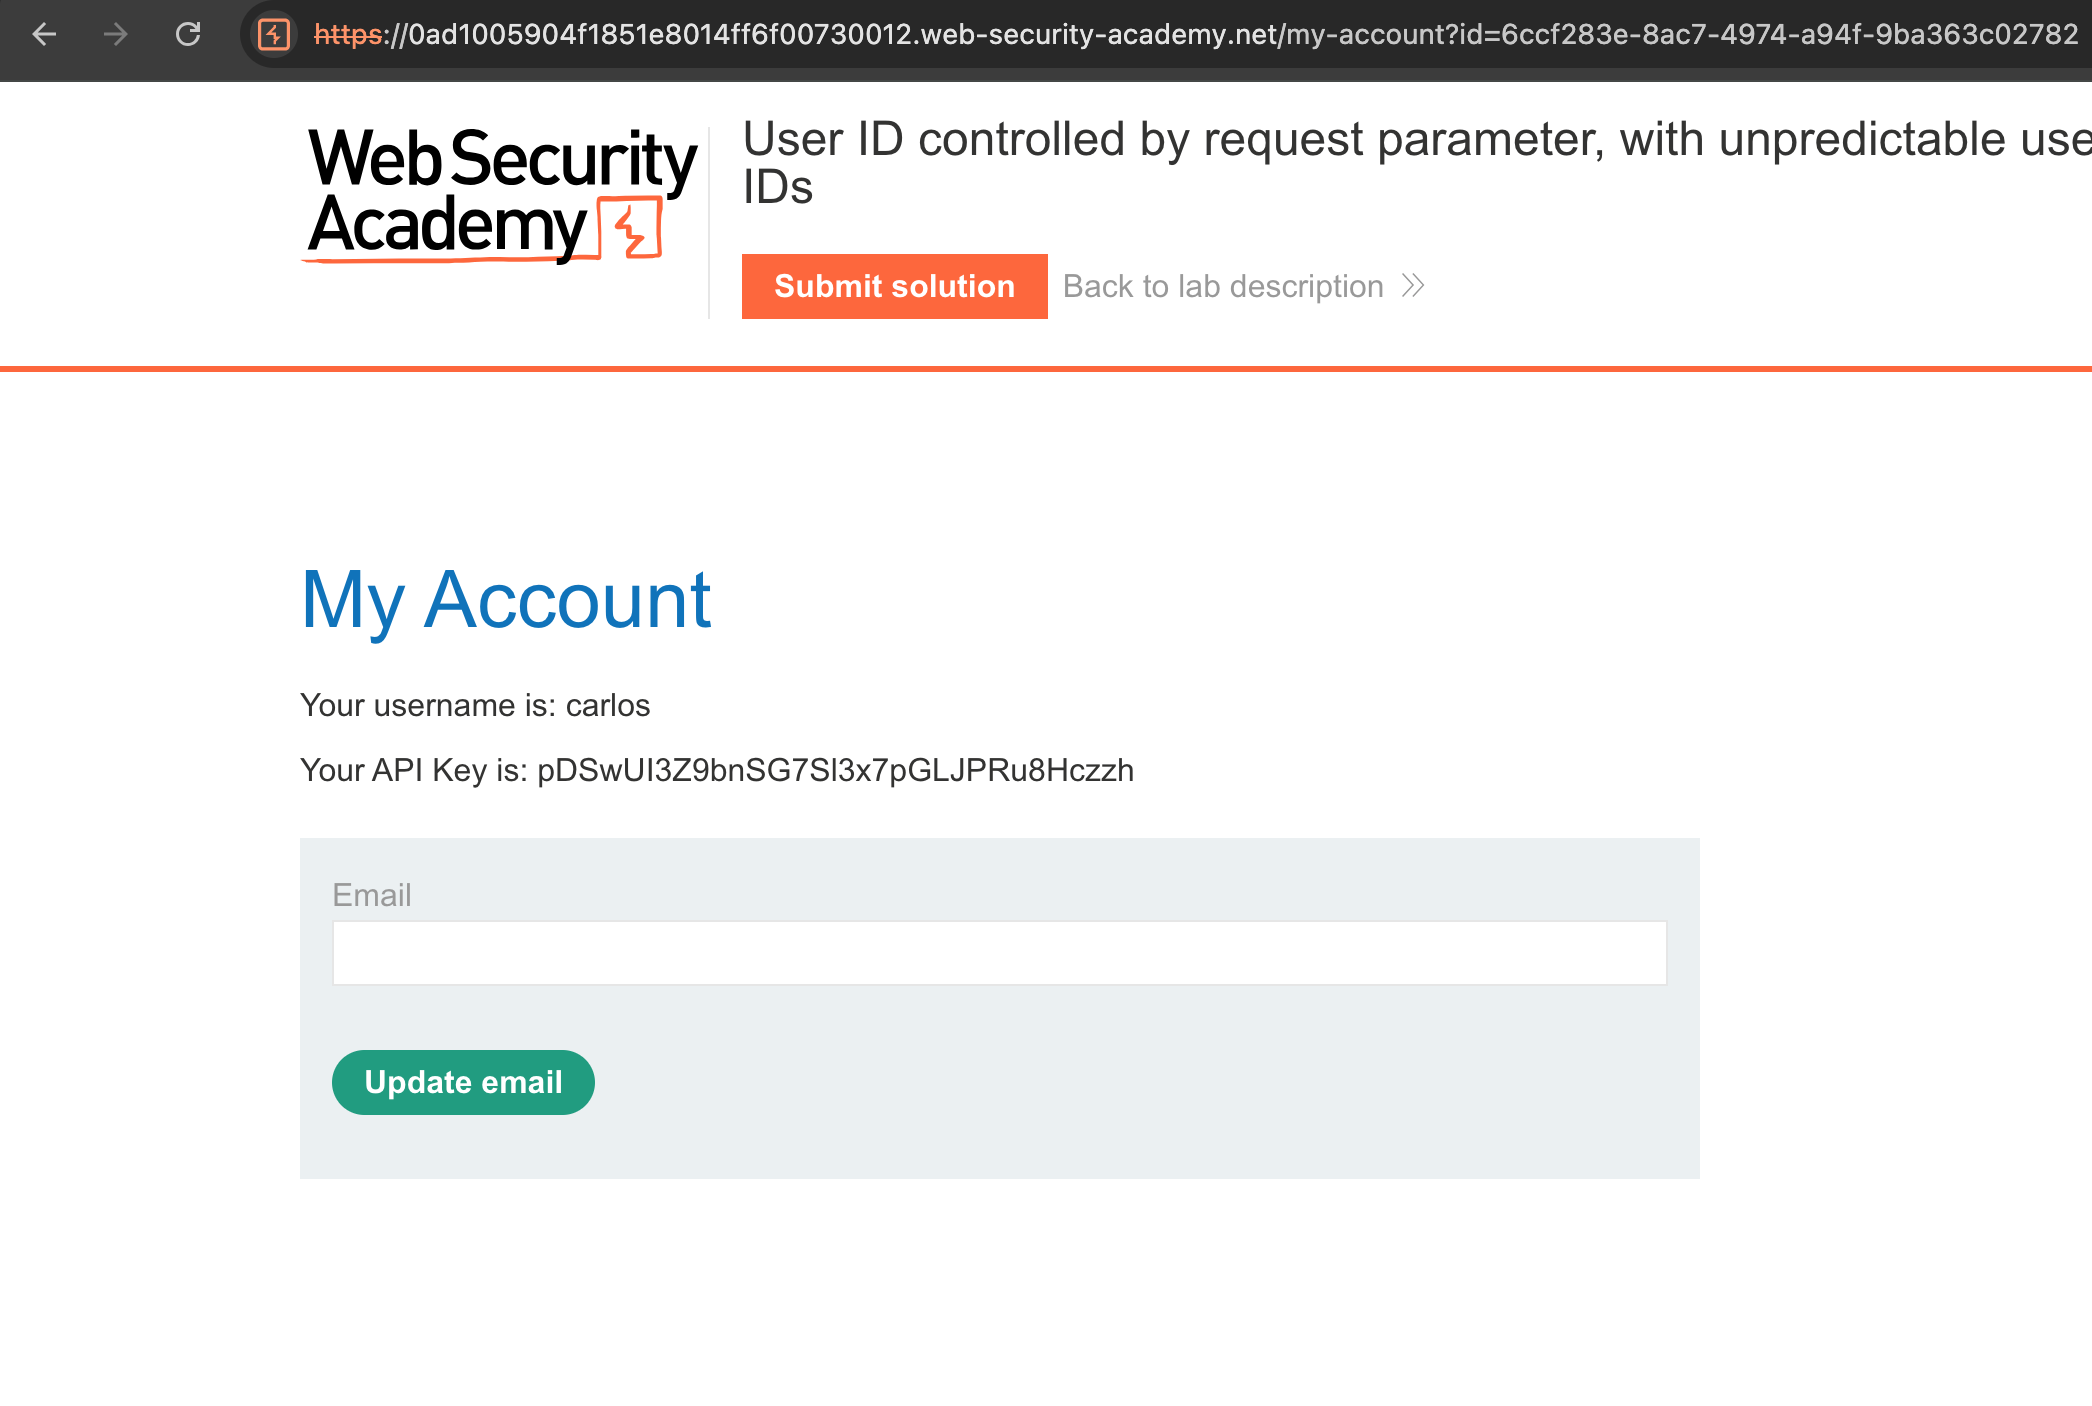 https://0ad1005904f1851e8014ff6f00730012.web-security-academy.net/my-account?id=6ccf283e-8ac7-4974-a94f-9ba363c02782
Web Security
Academy
User ID controlled by request parameter, with unpredictable use
IDs
Submit solution
Back to lab description
My Account
Your username is: carlos
Your API Key is: pDSwUI3Z9bnSG7Sl3x7pGLJPRu8Hczzh
Email
Update email